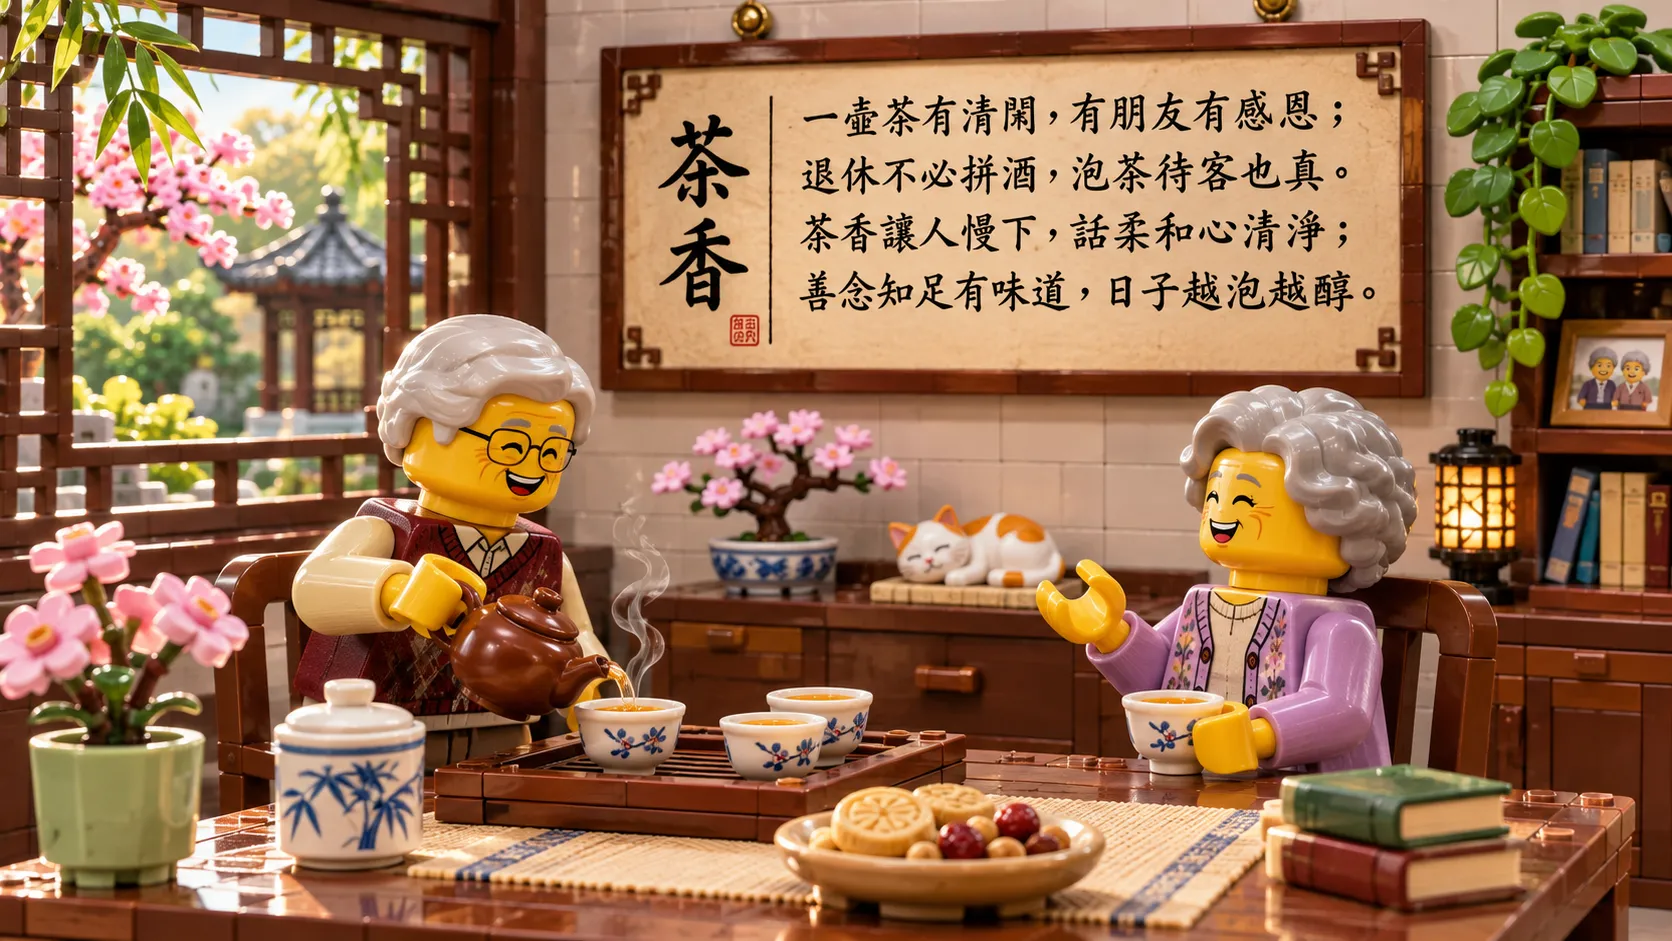 茶香
一壺茶有清閑，有朋友有感恩；
退休不必拼酒，泡茶待客也真。
茶香讓人慢下，話柔和心清淨；
善念知足有味道，日子越泡越醇。